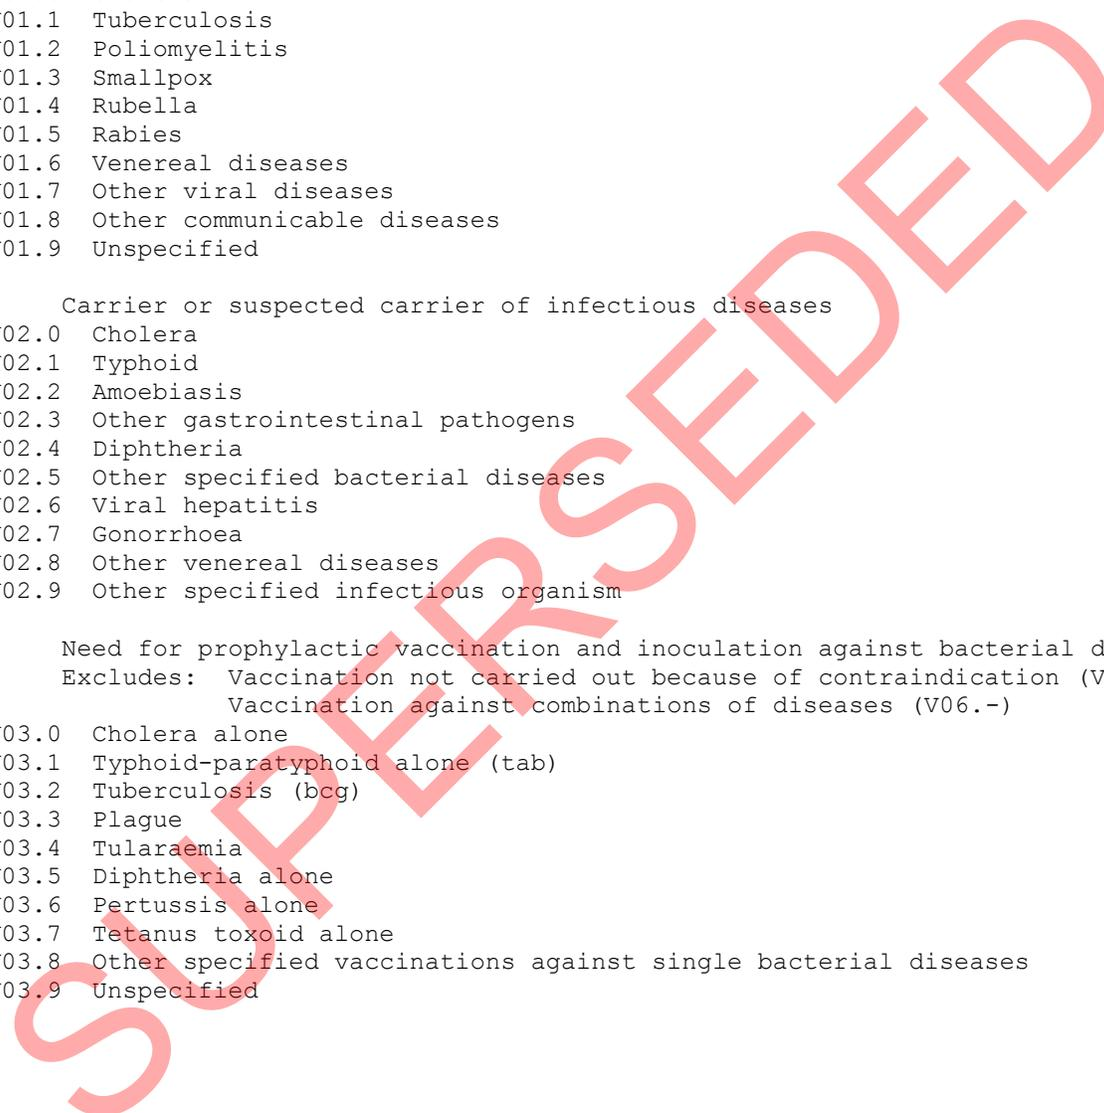 01.1 Tuberculosis
01.2 Poliomyelitis
01.3 Smallpox
01.4 Rubella
01.5 Rabies
01.6 Venereal diseases
01.7 Other viral diseases
01.8 Other communicable diseases
01.9 Unspecified
Carrier or suspected carrier of infectious diseases
02.0 Cholera
02.1 Typhoid
02.2 Amoebiasis
02.3 Other gastrointestinal pathogens
02.4 Diphtheria
02.5 Other specified bacterial diseases
02.6 Viral hepatitis
02.7 Gonorrhoea
02.8 Other venereal diseases
02.9 Other specified infectious organism
Need for prophylactic vaccination and inoculation against bacterial d
Excludes: Vaccination not carried out because of contraindication (V
Vaccination against combinations of diseases (V06.-)
03.0 Cholera alone
03.1 Typhoid-paratyphoid alone (tab)
03.2 Tuberculosis (bcg)
03.3 Plague
03.4 Tularaemia
03.5 Diphtheria alone
03.6 Pertussis alone
03.7 Tetanus toxoid alone
03.8 Other specified vaccinations against single bacterial diseases
03.9 Unspecified
SUPERSEDED